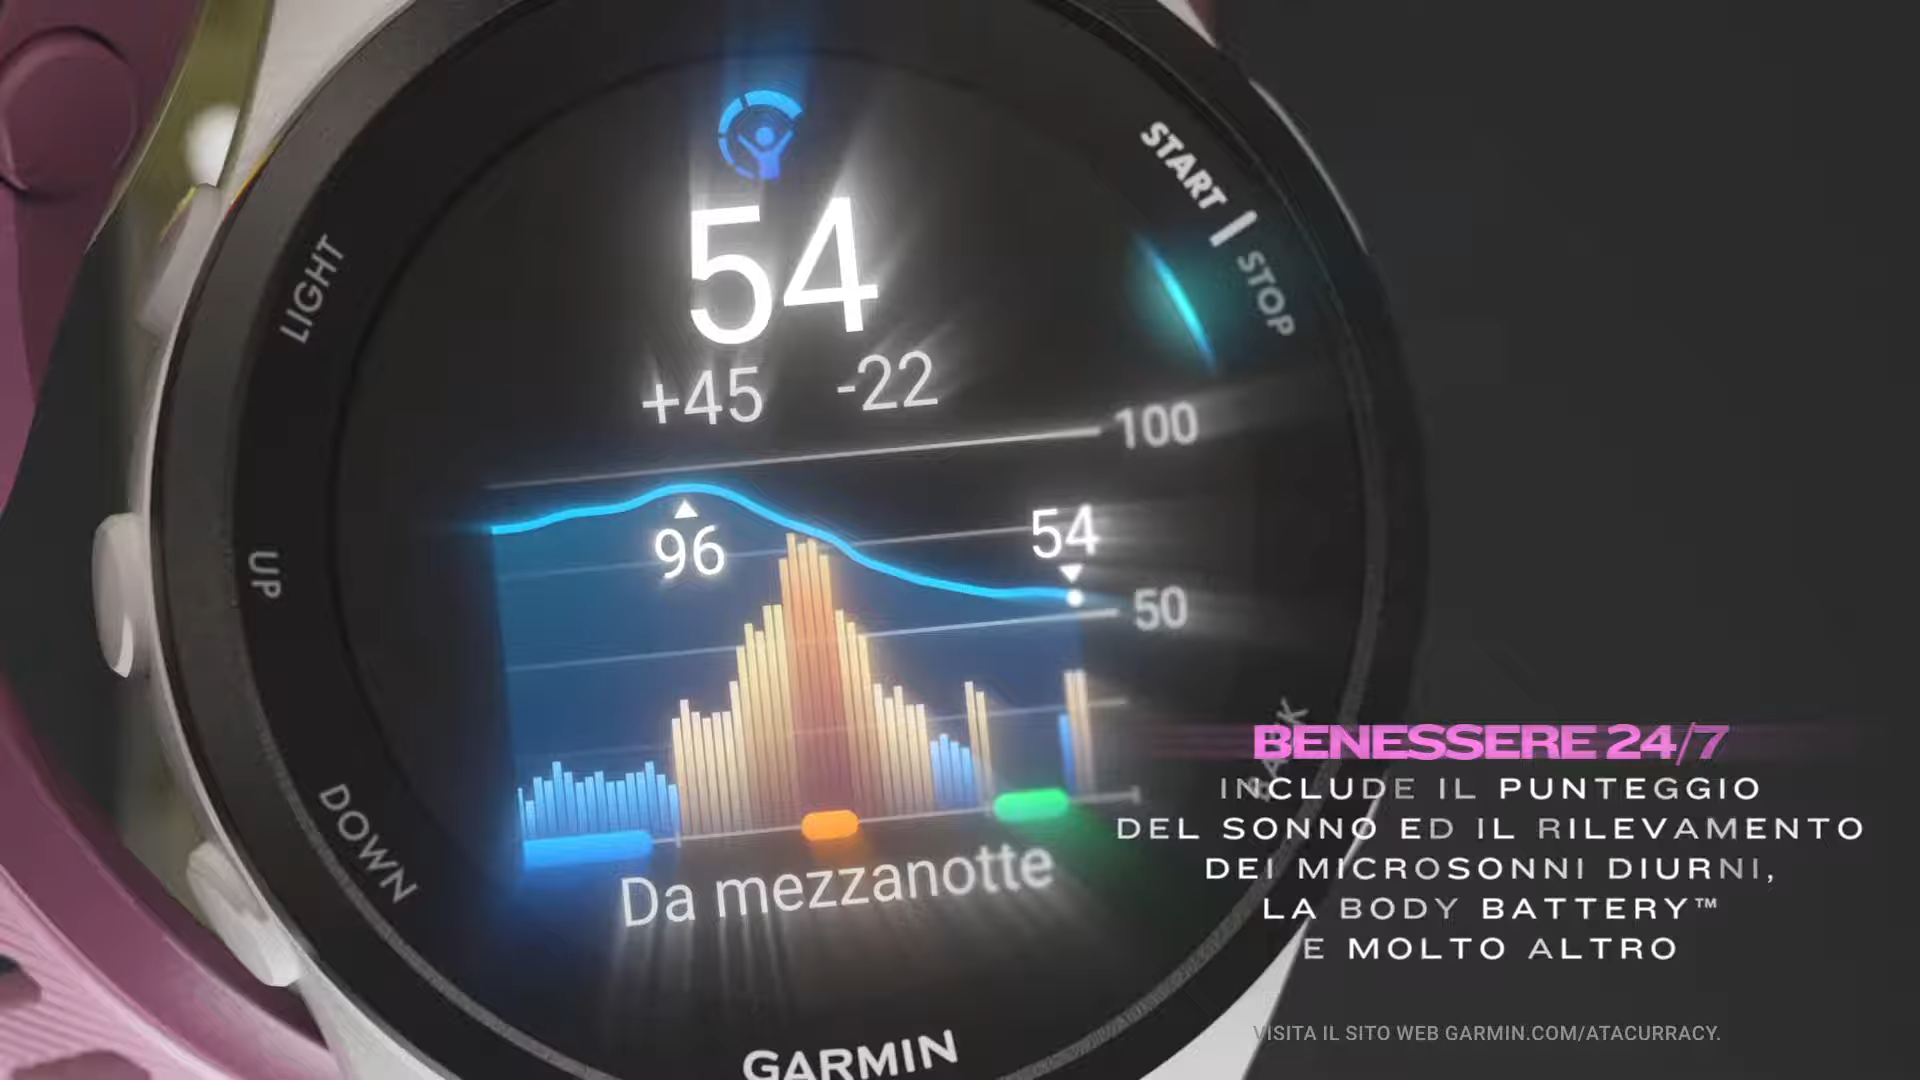 START | STOP
LIGHT
54
+45 -22
100
96
54
50
UP
DOWN
Da mezzanotte
GARMIN
BENESSERE 24/7
INCLUDE IL PUNTEGGIO
DEL SONNO ED IL RILEVAMENTO
DEI MICROSONNI DIURNI,
LA BODY BATTERY™
E MOLTO ALTRO
VISITA IL SITO WEB GARMIN.COM/ATACURRACY.